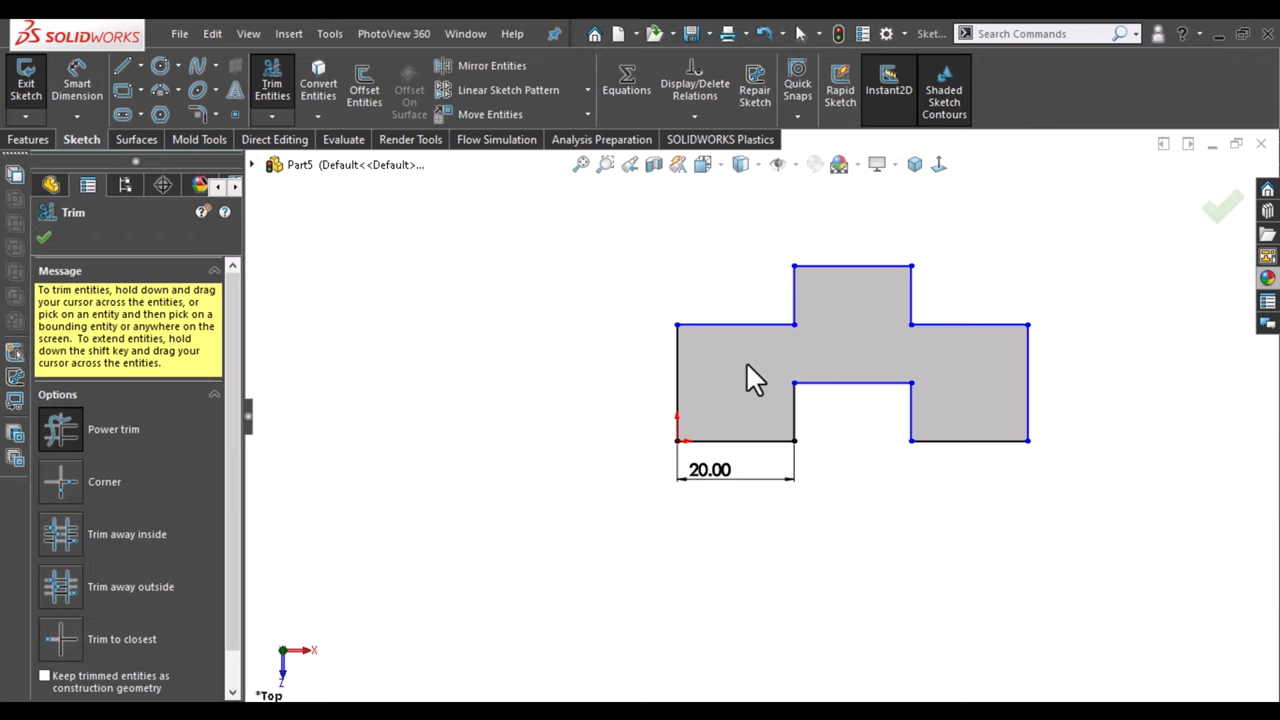 SOLIDWORKS
File Edit View Insert Tools PhotoView 360 Window Help
Sket...
Search Commands
Exit Sketch
Smart Dimension
Trim Entities
Convert Entities
Offset Entities
Offset On Surface
Mirror Entities
Linear Sketch Pattern
Move Entities
Equations
Display/Delete Relations
Repair Sketch
Quick Snaps
Rapid Sketch
Instant2D
Shaded Sketch Contours
Features Sketch Surfaces Mold Tools Direct Editing Evaluate Render Tools Flow Simulation Analysis Preparation SOLIDWORKS Plastics
Part5 (Default<<Default>...
Trim
Message
To trim entities, hold down and drag
your cursor across the entities, or
pick on an entity and then pick on a
bounding entity or anywhere on the
screen. To extend entities, hold
down the shift key and drag your
cursor across the entities.
Options
Power trim
Corner
Trim away inside
Trim away outside
Trim to closest
Keep trimmed entities as
construction geometry
20.00
X
Z
*Top